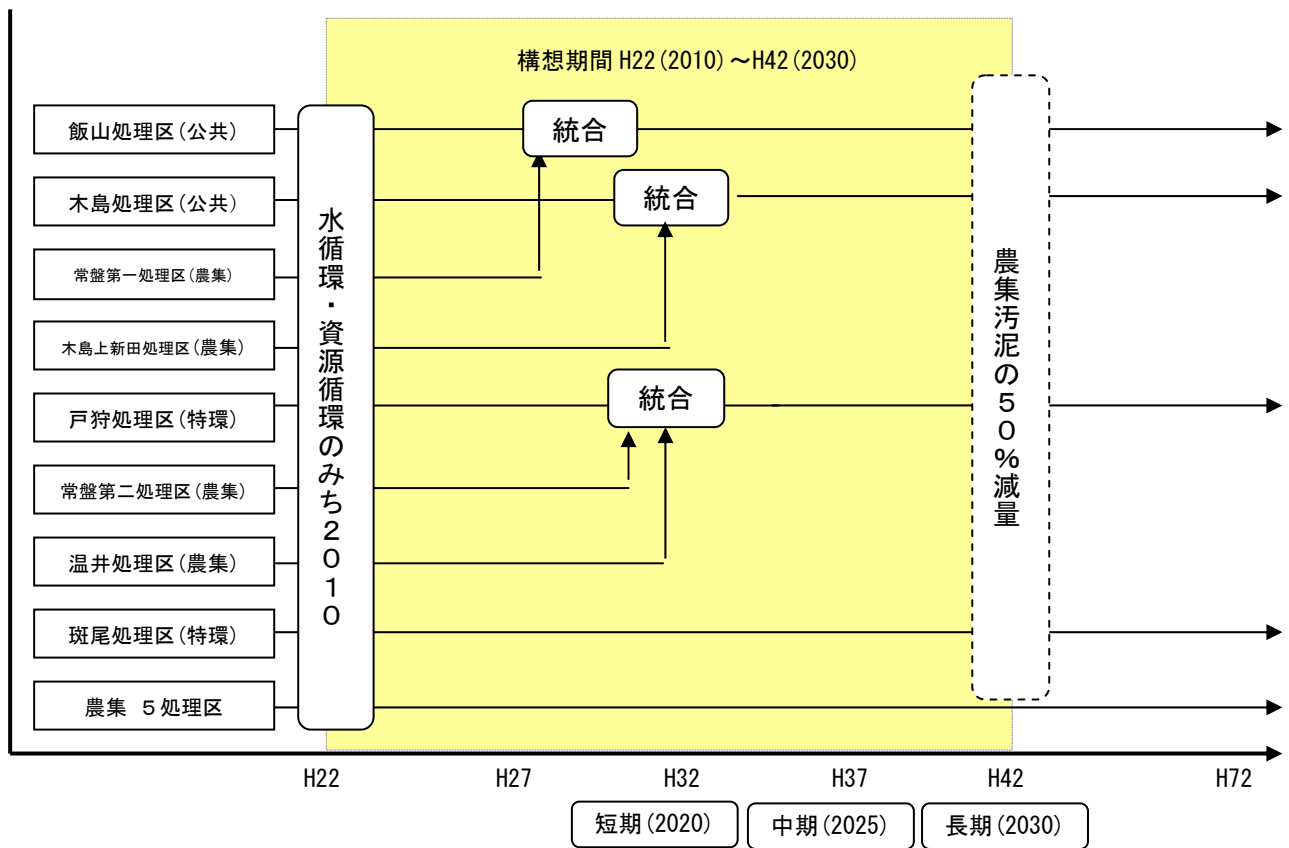 構想期間 H22(2010)～H42(2030)
飯山処理区(公共)
統合
木島処理区(公共)
統合
常盤第一処理区(農集)
木島上新田処理区(農集)
戸狩処理区(特環)
統合
常盤第二処理区(農集)
温井処理区(農集)
斑尾処理区(特環)
農集 5処理区
水循環・資源循環のみち2010
農集汚泥の50%減量
H22
H27
H32
H37
H42
H72
短期(2020)
中期(2025)
長期(2030)